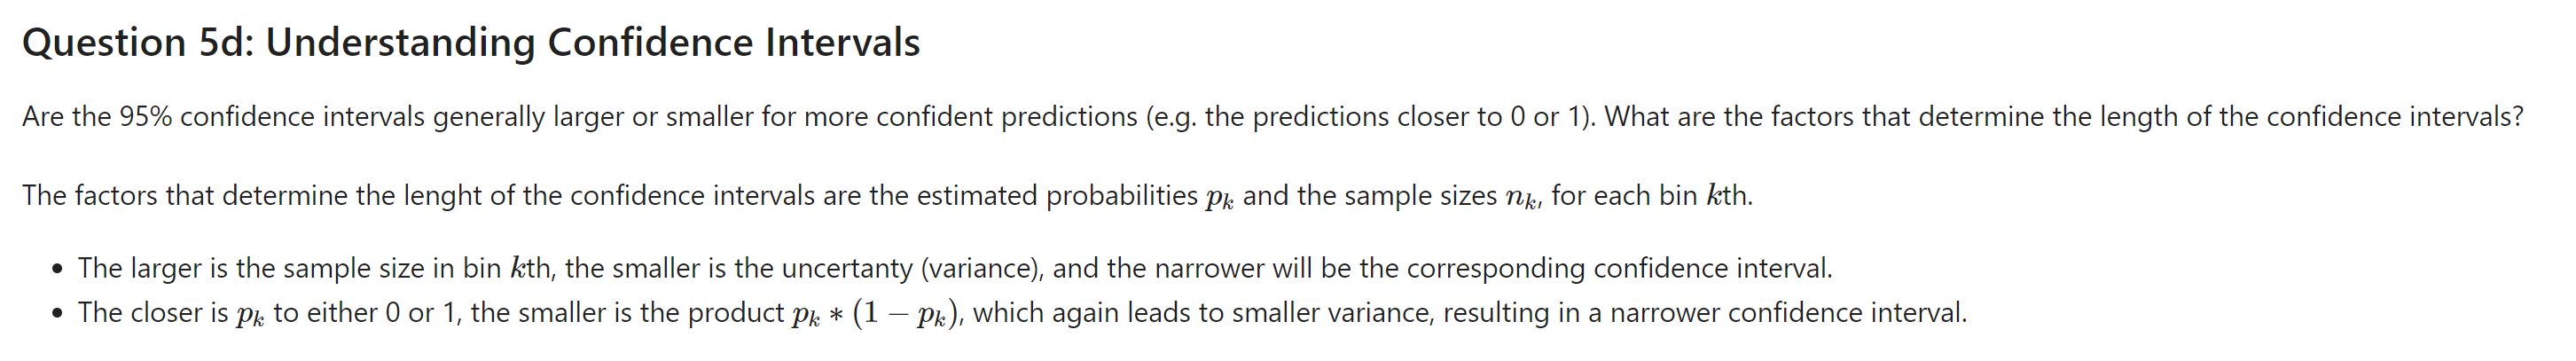 Question 5d: Understanding Confidence Intervals
Are the 95% confidence intervals generally larger or smaller for more confident predictions (e.g. the predictions closer to 0 or 1). What are the factors that determine the length of the confidence intervals?
The factors that determine the lenght of the confidence intervals are the estimated probabilities $p_k$ and the sample sizes $n_k$, for each bin $k$th.
• The larger is the sample size in bin $k$th, the smaller is the uncertanty (variance), and the narrower will be the corresponding confidence interval.
• The closer is $p_k$ to either 0 or 1, the smaller is the product $p_k * (1 - p_k)$, which again leads to smaller variance, resulting in a narrower confidence interval.